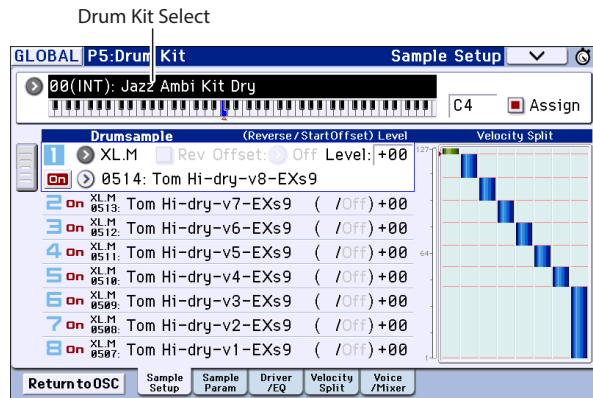 Drum Kit Select
GLOBAL P5:Drum Kit Sample Setup
00(INT): Jazz Ambi Kit Dry
C4 Assign
Drumsample (Reverse/StartOffset) Level Velocity Split
1 XL.M Rev Offset: Off Level: +00 127
On 0514: Tom Hi-dry-v8-EXs
2 On XL.M 0513: Tom Hi-dry-v7-EXs9 ( /Off) +00
3 On XL.M 0512: Tom Hi-dry-v6-EXs9 ( /Off) +00
4 On XL.M 0511: Tom Hi-dry-v5-EXs9 ( /Off) +00 64
5 On XL.M 0510: Tom Hi-dry-v4-EXs9 ( /Off) +00
6 On XL.M 0509: Tom Hi-dry-v3-EXs9 ( /Off) +00
7 On XL.M 0508: Tom Hi-dry-v2-EXs9 ( /Off) +00
8 On XL.M 0507: Tom Hi-dry-v1-EXs9 ( /Off) +00 1
Return to OSC Sample Setup Sample Param Driver /EQ Velocity Split Voice /Mixer